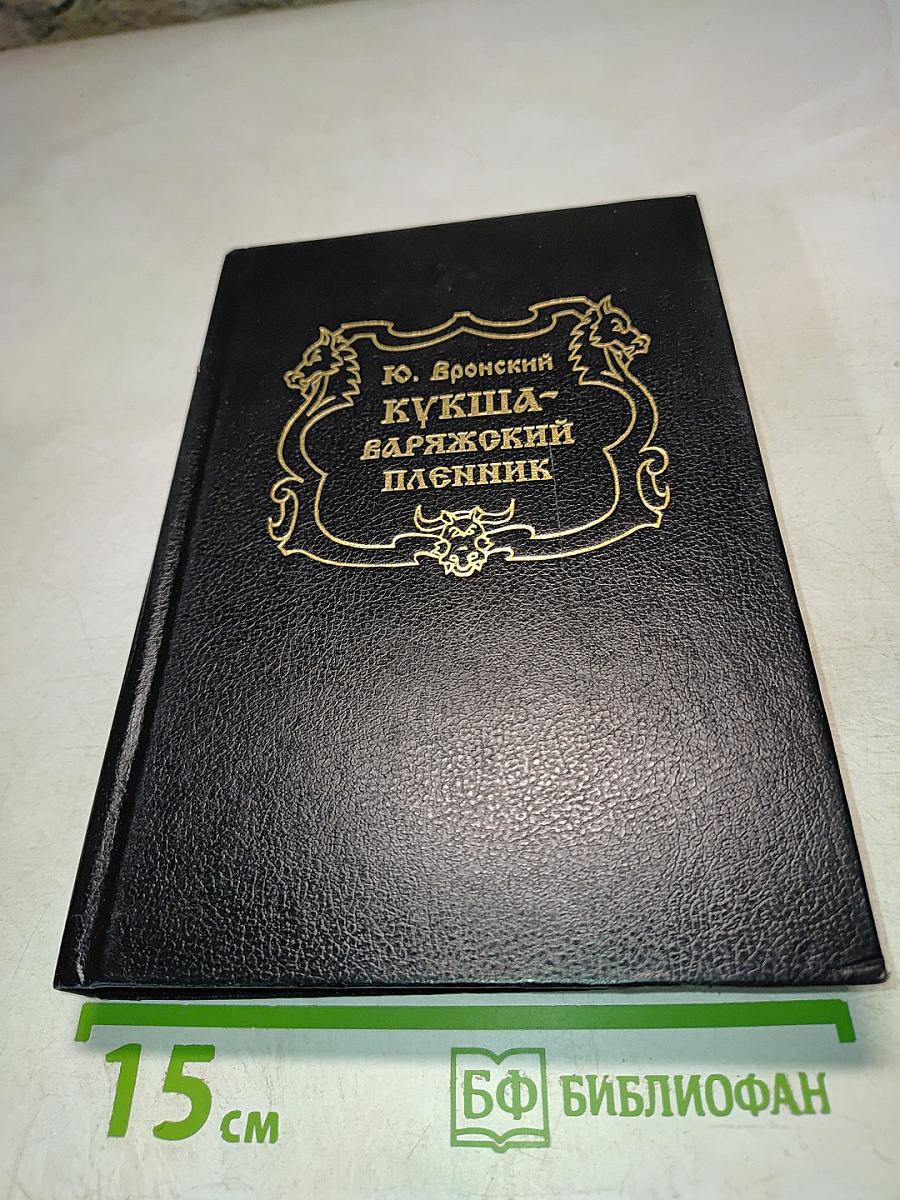 Ю. Вронский
КУКША-
ВАРЯЖСКИЙ
ПЛЕННИК
15 см
БФ БИБЛИОФАН